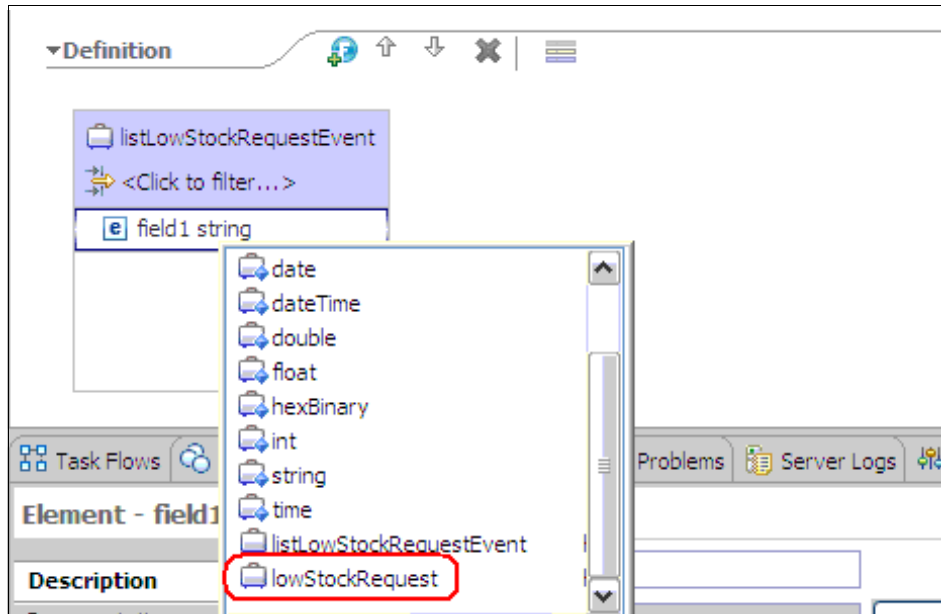 Definition
listLowStockRequestEvent
<Click to filter...>
e field1 string
date
dateTime
double
float
hexBinary
int
string
time
listLowStockRequestEvent
lowStockRequest
Task Flows
Problems
Server Logs
Element - field1
Description